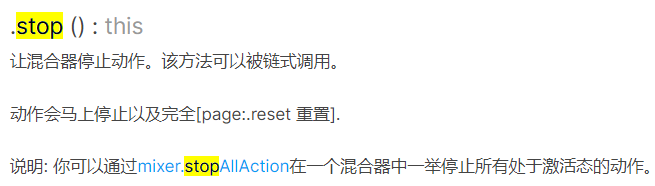 .stop () : this
让混合器停止动作。该方法可以被链式调用。
动作会马上停止以及完全[page:.reset 重置].
说明: 你可以通过mixer.stopAllAction在一个混合器中一举停止所有处于激活态的动作。